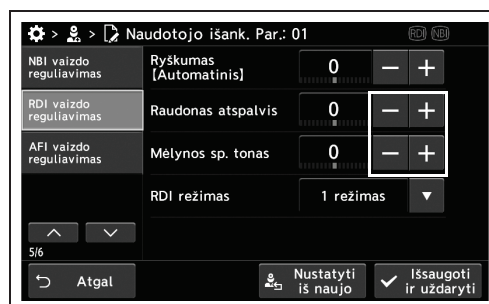 > > Naudotojo išank. Par.: 01 RDI NBI
NBI vaizdo
reguliavimas
Ryškumas
[Automatinis]
0 − +
RDI vaizdo
reguliavimas
Raudonas atspalvis 0 − +
AFI vaizdo
reguliavimas
Mėlynos sp. tonas 0 − +
RDI režimas 1 režimas ▼
5/6
Atgal
Nustatyti
iš naujo
Išsaugoti
ir uždaryti